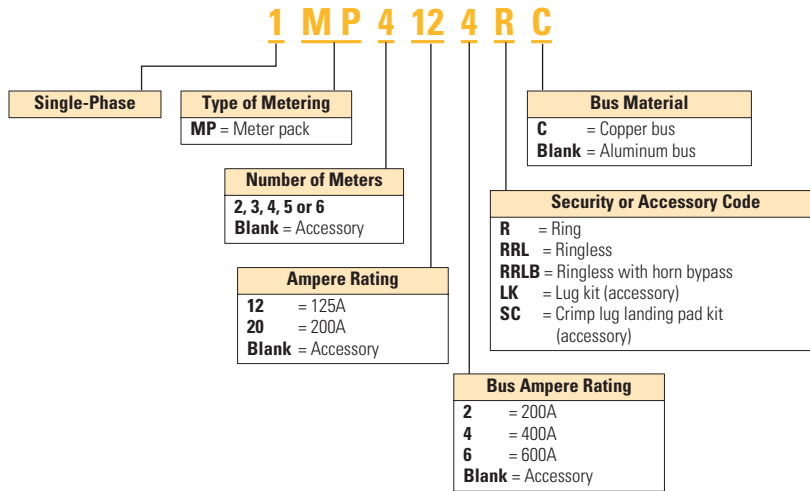 1 MP 4 12 4 R C
Single-Phase
Type of Metering
MP = Meter pack
Bus Material
C = Copper bus
Blank = Aluminum bus
Number of Meters
2, 3, 4, 5 or 6
Blank = Accessory
Security or Accessory Code
R = Ring
RRL = Ringless
RRLB = Ringless with horn bypass
LK = Lug kit (accessory)
SC = Crimp lug landing pad kit
(accessory)
Ampere Rating
12 = 125A
20 = 200A
Blank = Accessory
Bus Ampere Rating
2 = 200A
4 = 400A
6 = 600A
Blank = Accessory